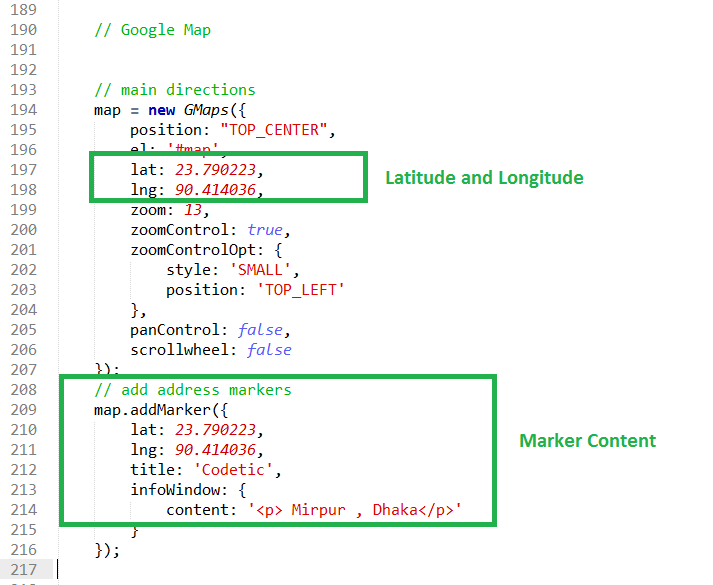 189
190 // Google Map
191
192
193 // main directions
194 map = new GMaps({
195 position: "TOP_CENTER",
196 el: '#map',
197 lat: 23.790223,
198 lng: 90.414036,
Latitude and Longitude
199 zoom: 13,
200 zoomControl: true,
201 zoomControlOpt: {
202 style: 'SMALL',
203 position: 'TOP_LEFT'
204 },
205 panControl: false,
206 scrollwheel: false
207 });
208 // add address markers
209 map.addMarker({
210 lat: 23.790223,
211 lng: 90.414036,
Marker Content
212 title: 'Codetic',
213 infoWindow: {
214 content: '<p> Mirpur , Dhaka</p>'
215 }
216 });
217